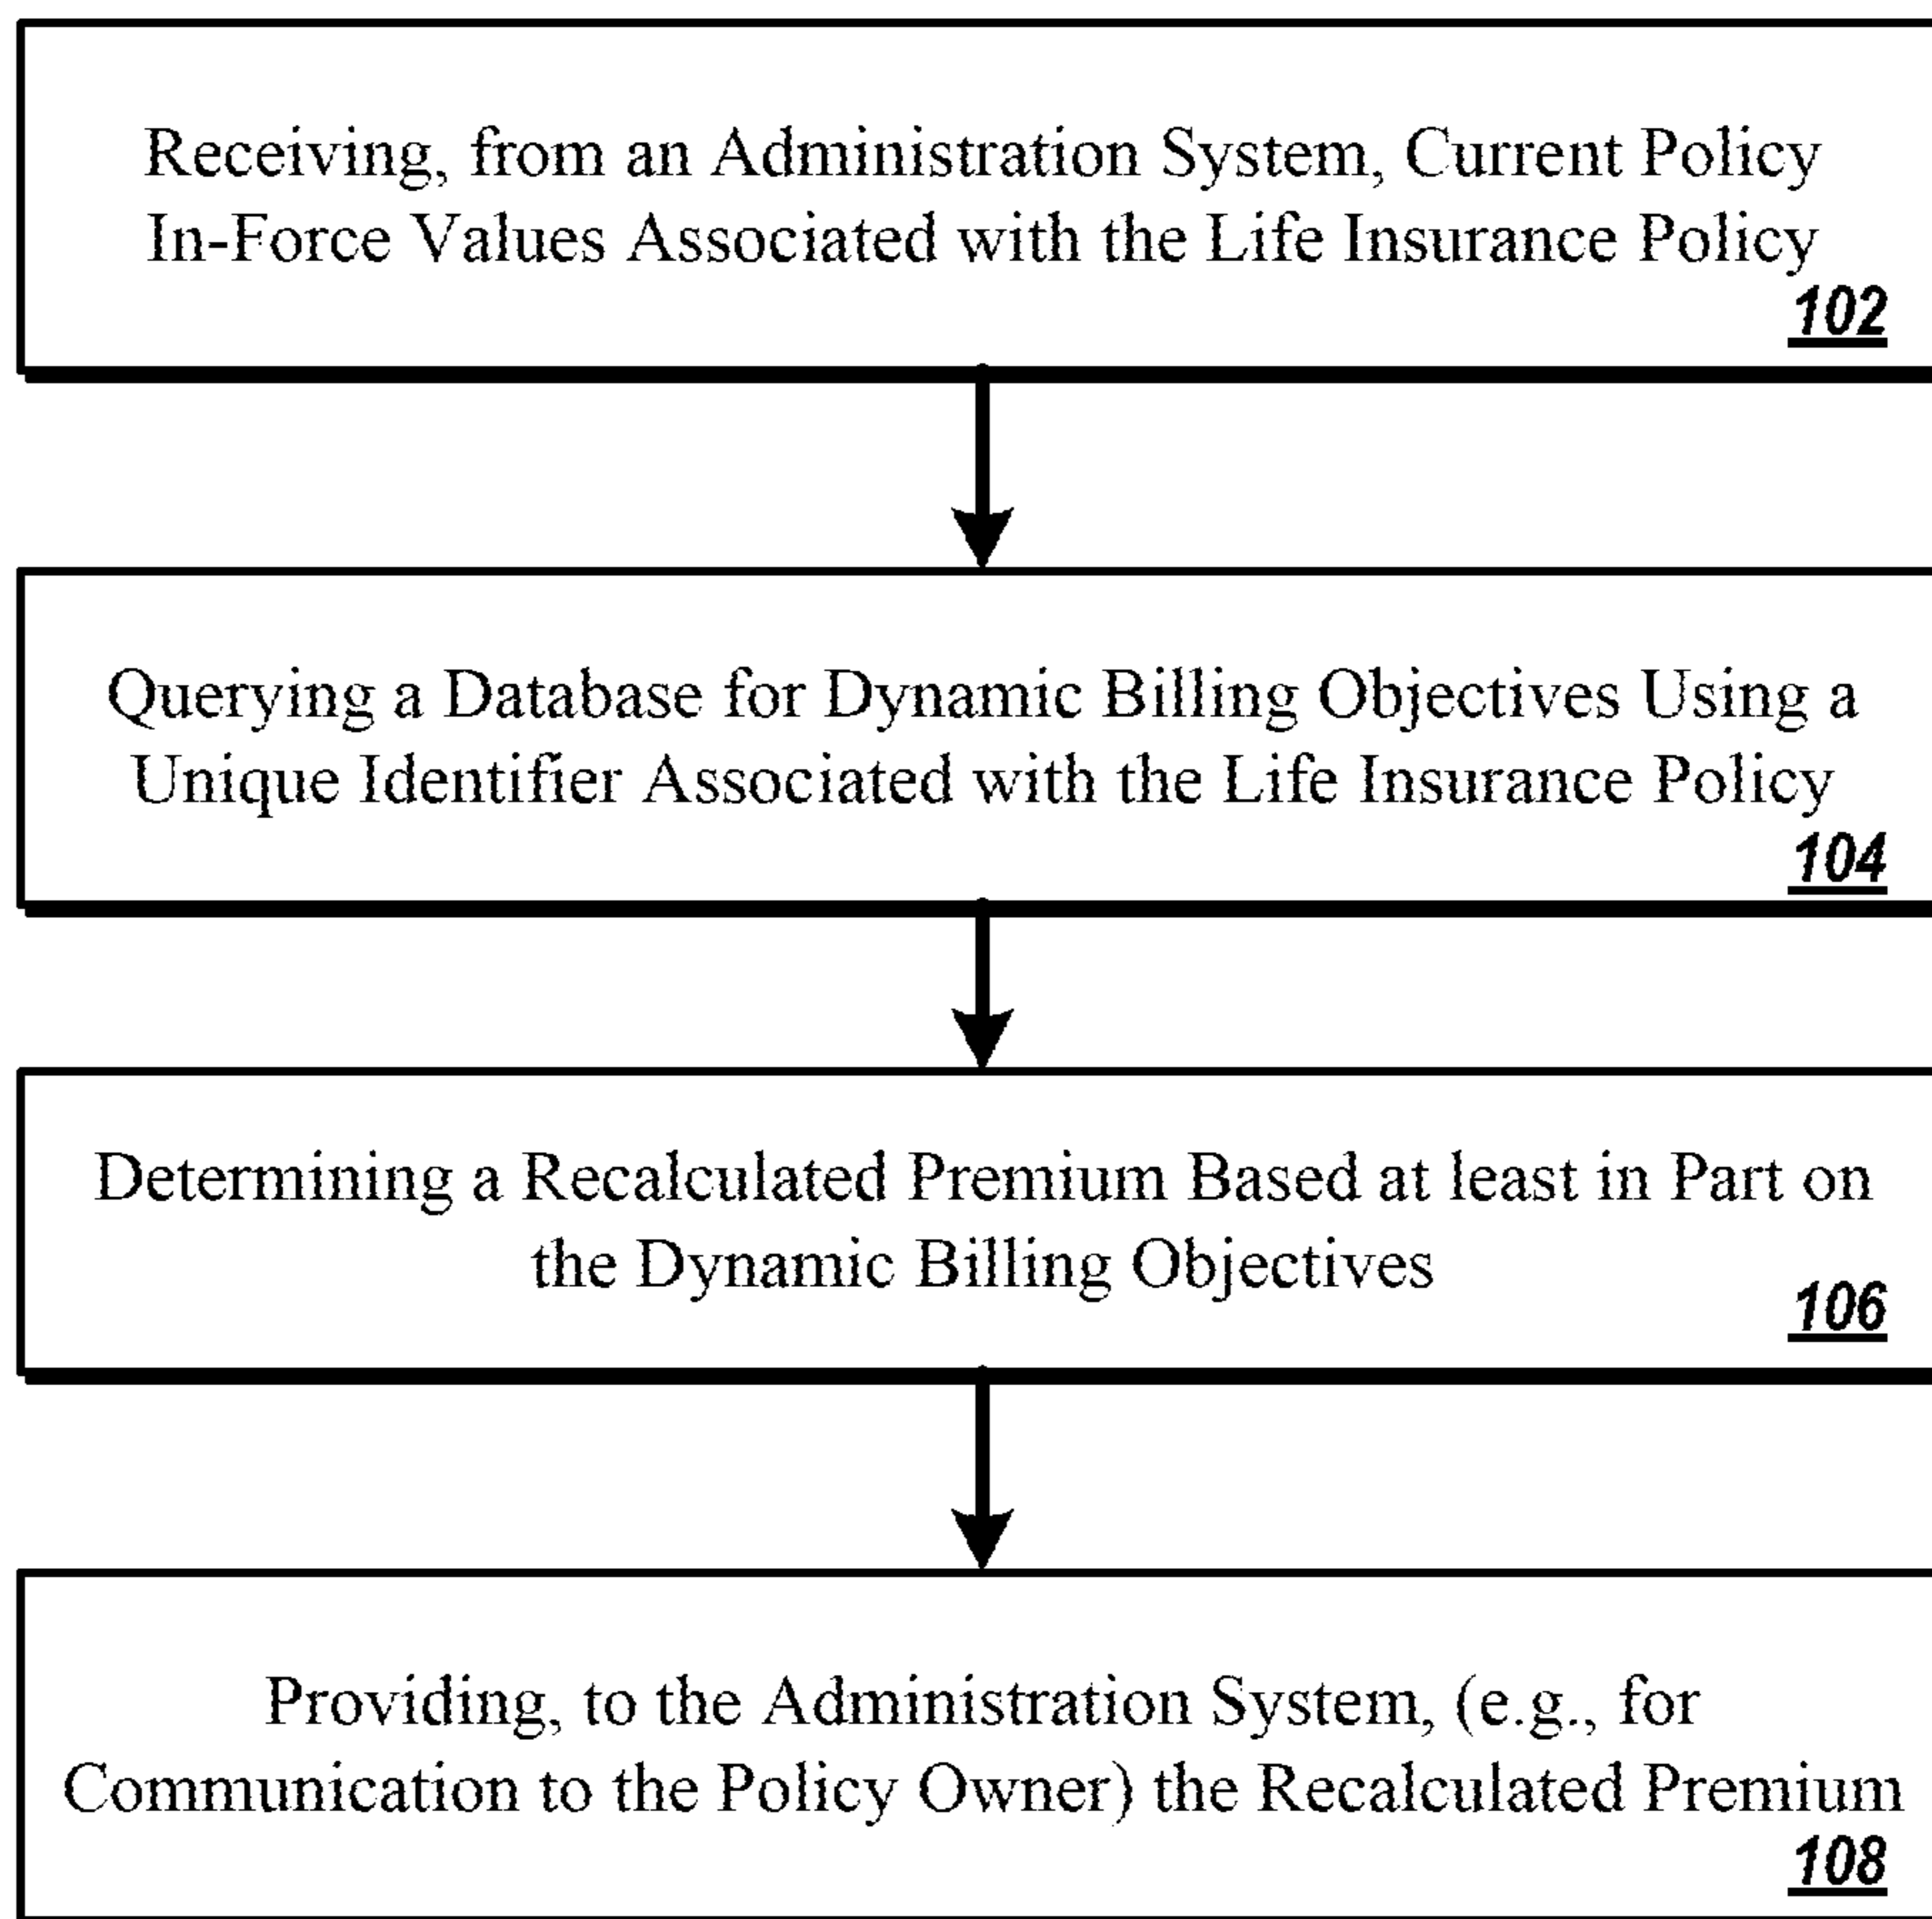 Receiving, from an Administration System, Current Policy
In-Force Values Associated with the Life Insurance Policy
102
Querying a Database for Dynamic Billing Objectives Using a
Unique Identifier Associated with the Life Insurance Policy
104
Determining a Recalculated Premium Based at least in Part on
the Dynamic Billing Objectives
106
Providing, to the Administration System, (e.g., for
Communication to the Policy Owner) the Recalculated Premium
108